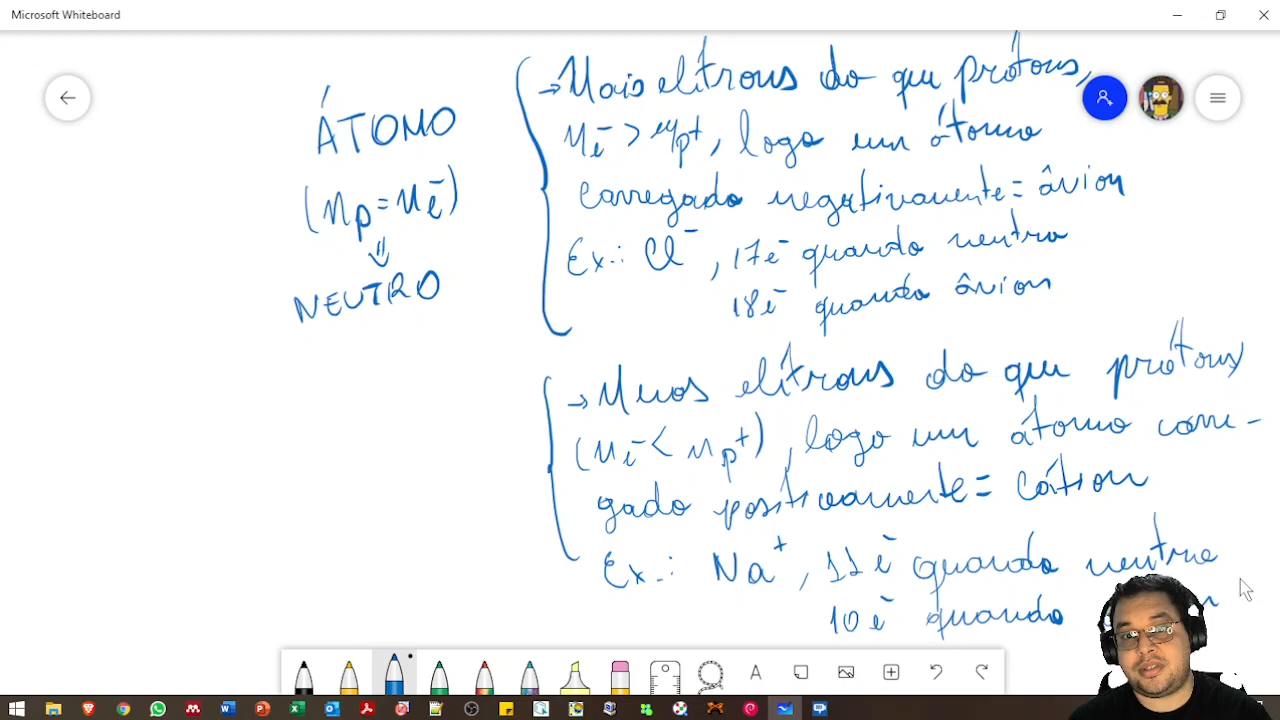 Microsoft Whiteboard
ÁTOMO
(np = nē)
NEUTRO
→ Mais elétrons do que prótons,
nē > np+, logo um átomo
carregado negativamente = ânion
Ex.: Cl-, 17ē quando neutro
18ē quando ânion
→ Menos elétrons do que prótons
(nē < np+), logo um átomo carre-
gado positivamente = cátion
Ex.: Na+, 11ē quando neutro
10ē quando